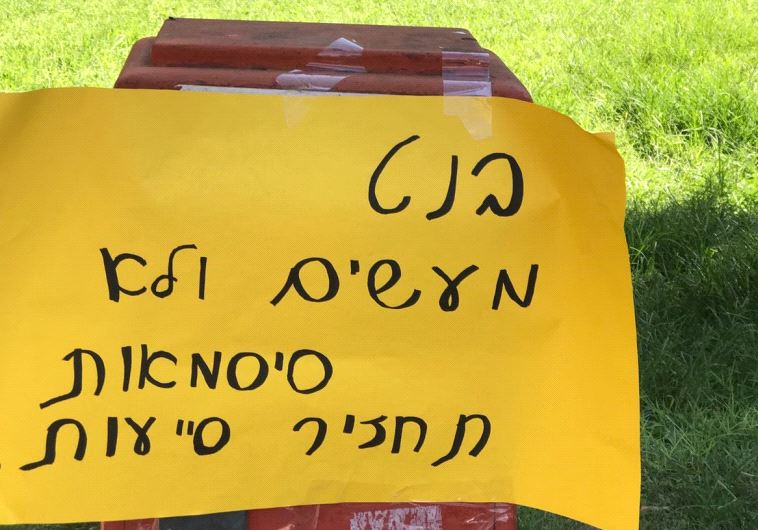 בנט
מעשים ולא
סיסמאות
תחזיר סייעות